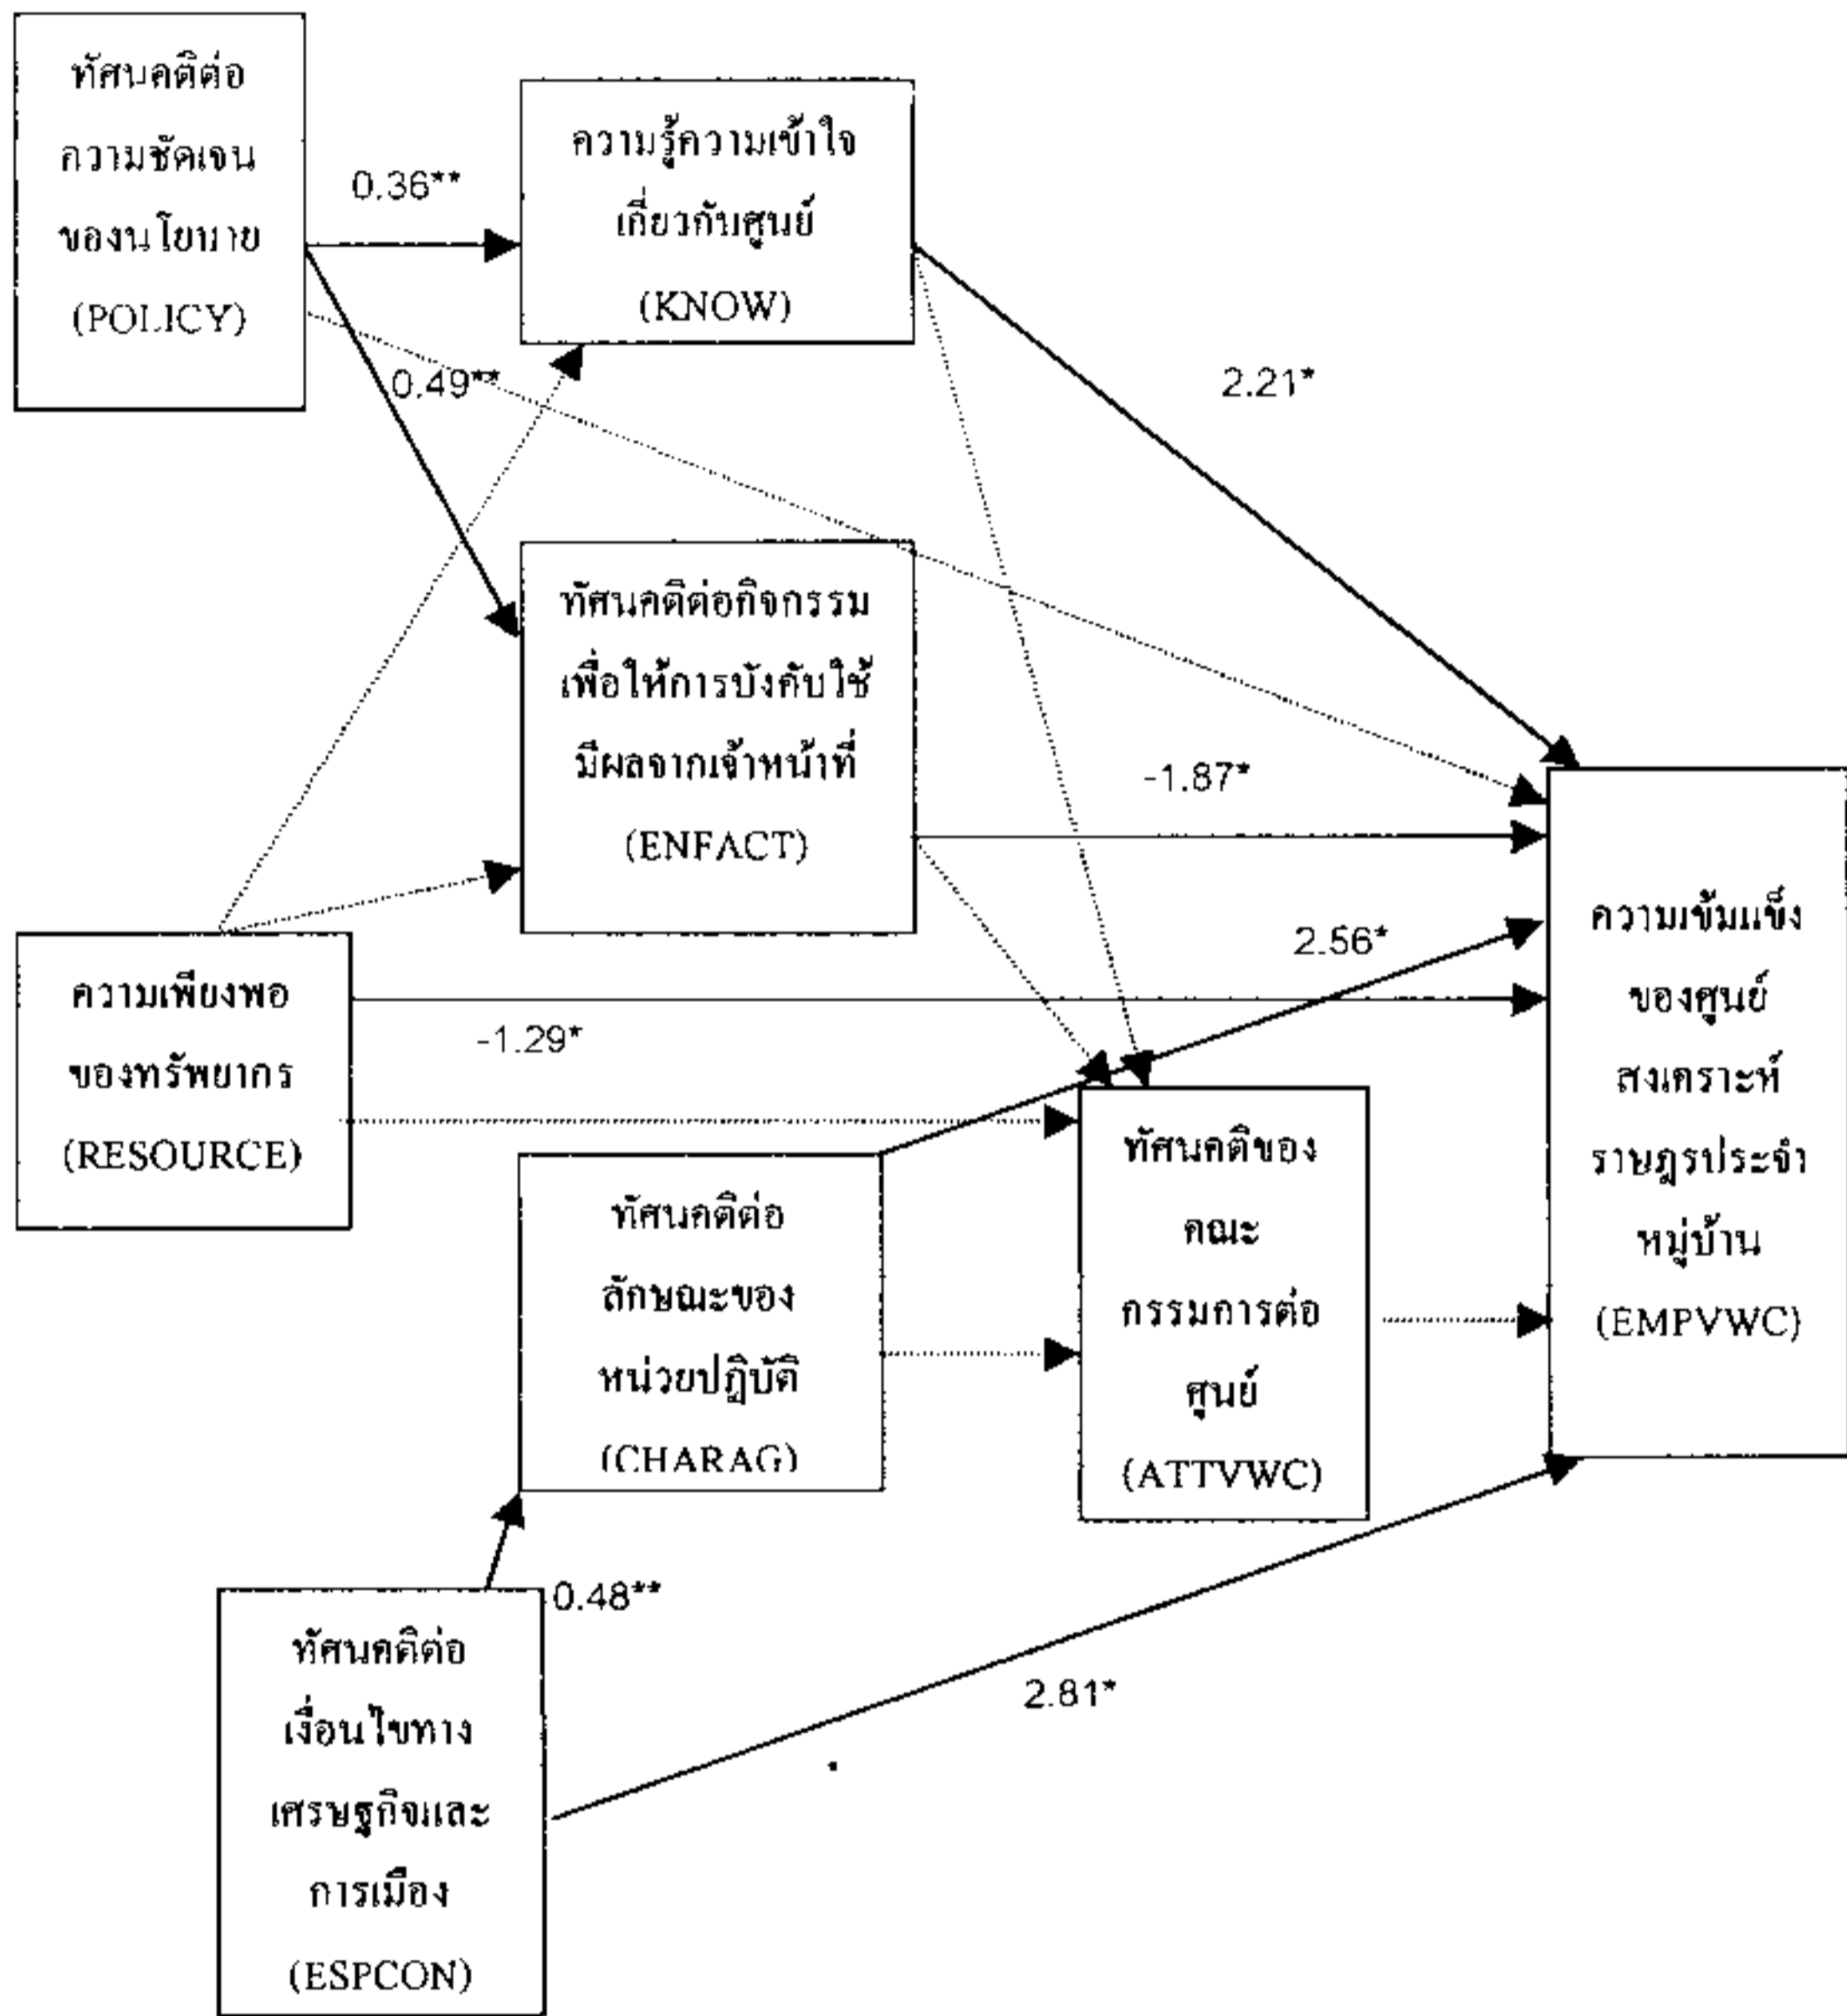 ทัศนคติต่อ
ความชัดเจน
ของนโยบาย
(POLICY)
0.36**
ความรู้ความเข้าใจ
เกี่ยวกับศูนย์
(KNOW)
0.49**
2.21*
ทัศนคติต่อกิจกรรม
เพื่อให้การบังคับใช้
มีผลจากเจ้าหน้าที่
(ENFACT)
-1.87*
2.56*
ความเพียงพอ
ของทรัพยากร
(RESOURCE)
-1.29*
ทัศนคติต่อ
ลักษณะของ
หน่วยปฏิบัติ
(CHARAG)
ทัศนคติของ
คณะ
กรรมการต่อ
ศูนย์
(ATTVWC)
ความเข้มแข็ง
ของศูนย์
สงเคราะห์
ราษฎรประจำ
หมู่บ้าน
(EMPVWC)
0.48**
ทัศนคติต่อ
เงื่อนไขทาง
เศรษฐกิจและ
การเมือง
(ESPCON)
2.81*